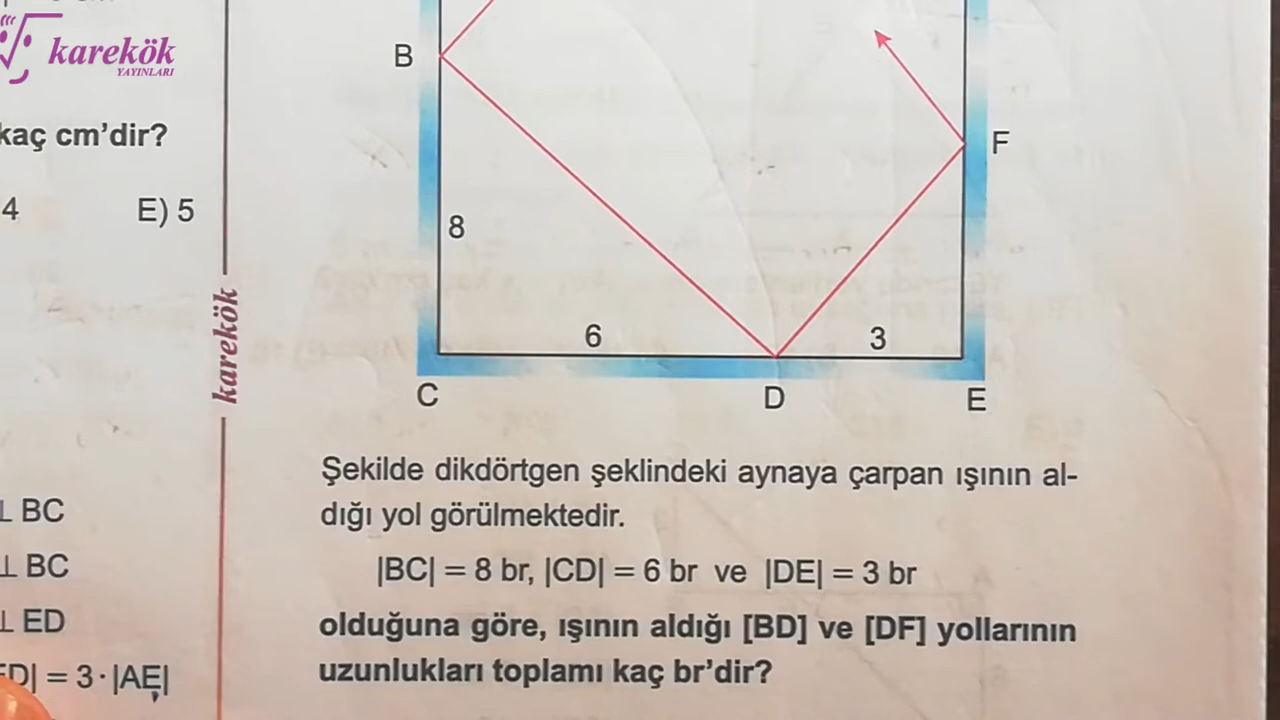 karekök
YAYINLARI
kaç cm'dir?
4 E) 5
⊥ BC
⊥ BC
⊥ ED
ED| = 3·|AE|
karekök
B
F
8
6
3
C
D
E
Şekilde dikdörtgen şeklindeki aynaya çarpan ışının al-
dığı yol görülmektedir.
|BC| = 8 br, |CD| = 6 br ve |DE| = 3 br
olduğuna göre, ışının aldığı [BD] ve [DF] yollarının
uzunlukları toplamı kaç br'dir?